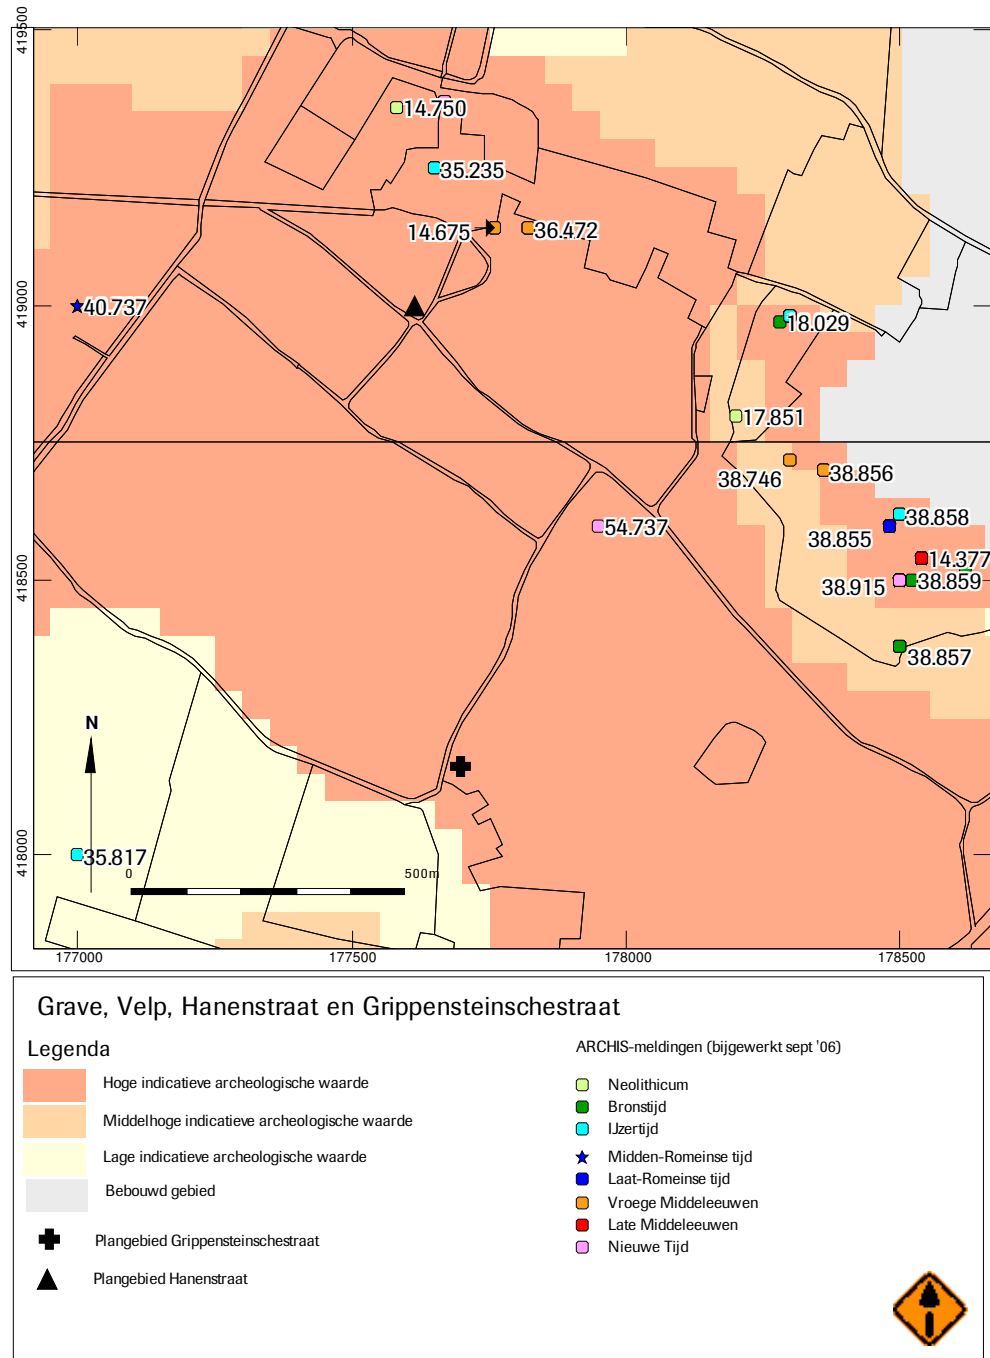 419500
14.750
35.235
14.675
36.472
419000
40.737
18.029
17.851
38.746
38.856
38.858
54.737
38.855
14.377
418500
38.915
38.859
38.857
N
418000
35.817
0
500m
177000
177500
178000
178500
Grave, Velp, Hanenstraat en Grippensteinschestraat
Legenda
Hoge indicatieve archeologische waarde
Middelhoge indicatieve archeologische waarde
Lage indicatieve archeologische waarde
Bebouwd gebied
Plangebied Grippensteinschestraat
Plangebied Hanenstraat
ARCHIS-meldingen (bijgewerkt sept '06)
Neolithicum
Bronstijd
IJzertijd
Midden-Romeinse tijd
Laat-Romeinse tijd
Vroege Middeleeuwen
Late Middeleeuwen
Nieuwe Tijd